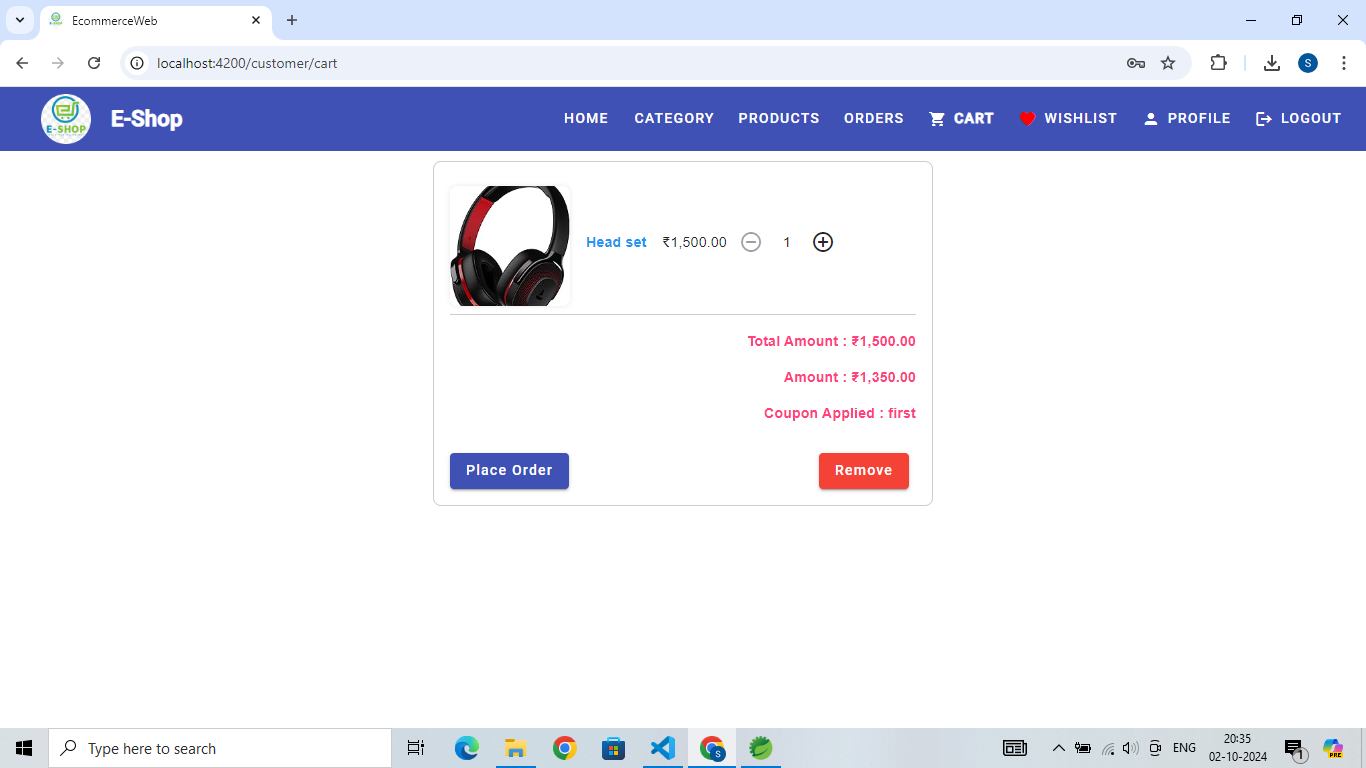 EcommerceWeb
localhost:4200/customer/cart
S
E-SHOP
E-Shop
HOME CATEGORY PRODUCTS ORDERS CART WISHLIST PROFILE LOGOUT
Head set ₹1,500.00 1
Total Amount : ₹1,500.00
Amount : ₹1,350.00
Coupon Applied : first
Place Order Remove
Type here to search
S
ENG
20:35
02-10-2024
1
PRE